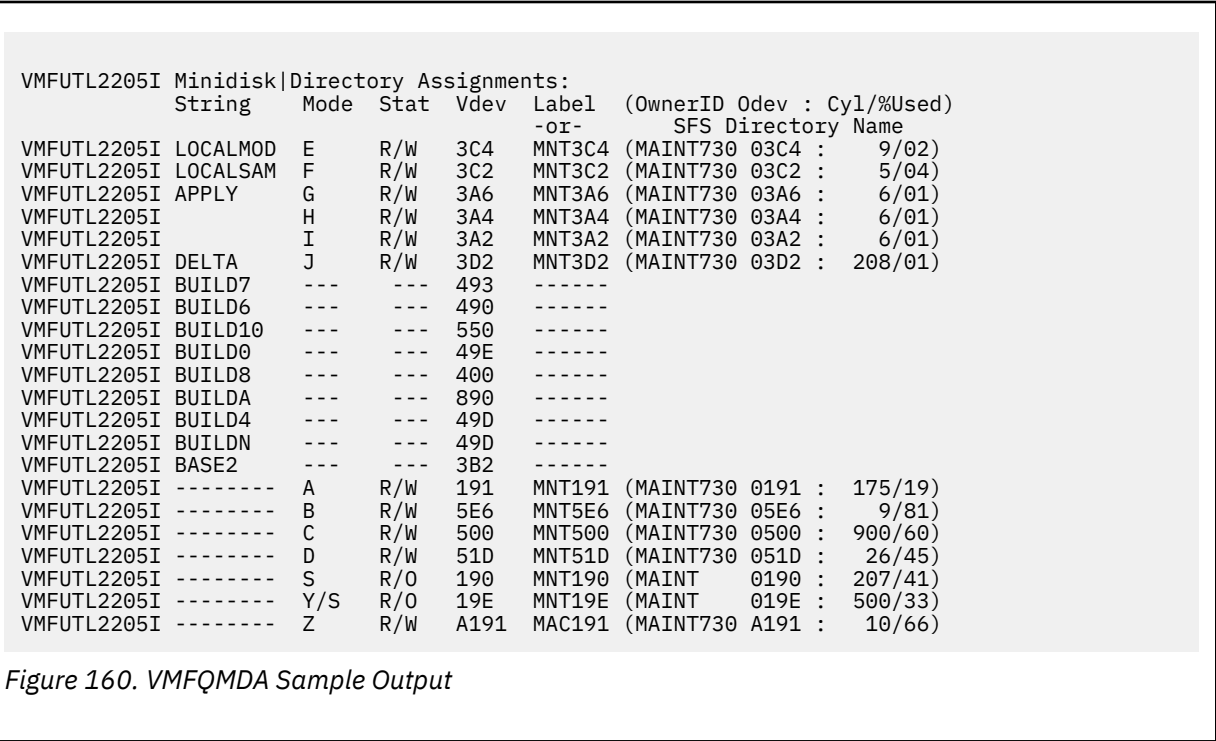 VMFUTL2205I Minidisk|Directory Assignments:
            String    Mode  Stat  Vdev  Label  (OwnerID Odev : Cyl/%Used)
                                        -or-      SFS Directory Name
VMFUTL2205I LOCALMOD  E     R/W   3C4   MNT3C4 (MAINT730 03C4 :    9/02)
VMFUTL2205I LOCALSAM  F     R/W   3C2   MNT3C2 (MAINT730 03C2 :    5/04)
VMFUTL2205I APPLY     G     R/W   3A6   MNT3A6 (MAINT730 03A6 :    6/01)
VMFUTL2205I           H     R/W   3A4   MNT3A4 (MAINT730 03A4 :    6/01)
VMFUTL2205I           I     R/W   3A2   MNT3A2 (MAINT730 03A2 :    6/01)
VMFUTL2205I DELTA     J     R/W   3D2   MNT3D2 (MAINT730 03D2 :  208/01)
VMFUTL2205I BUILD7    ---   ---   493   ------
VMFUTL2205I BUILD6    ---   ---   490   ------
VMFUTL2205I BUILD10   ---   ---   550   ------
VMFUTL2205I BUILD0    ---   ---   49E   ------
VMFUTL2205I BUILD8    ---   ---   400   ------
VMFUTL2205I BUILDA    ---   ---   890   ------
VMFUTL2205I BUILD4    ---   ---   49D   ------
VMFUTL2205I BUILDN    ---   ---   49D   ------
VMFUTL2205I BASE2     ---   ---   3B2   ------
VMFUTL2205I --------  A     R/W   191   MNT191 (MAINT730 0191 :  175/19)
VMFUTL2205I --------  B     R/W   5E6   MNT5E6 (MAINT730 05E6 :    9/81)
VMFUTL2205I --------  C     R/W   500   MNT500 (MAINT730 0500 :  900/60)
VMFUTL2205I --------  D     R/W   51D   MNT51D (MAINT730 051D :   26/45)
VMFUTL2205I --------  S     R/O   190   MNT190 (MAINT    0190 :  207/41)
VMFUTL2205I --------  Y/S   R/O   19E   MNT19E (MAINT    019E :  500/33)
VMFUTL2205I --------  Z     R/W   A191  MAC191 (MAINT730 A191 :   10/66)
Figure 160. VMFQMDA Sample Output